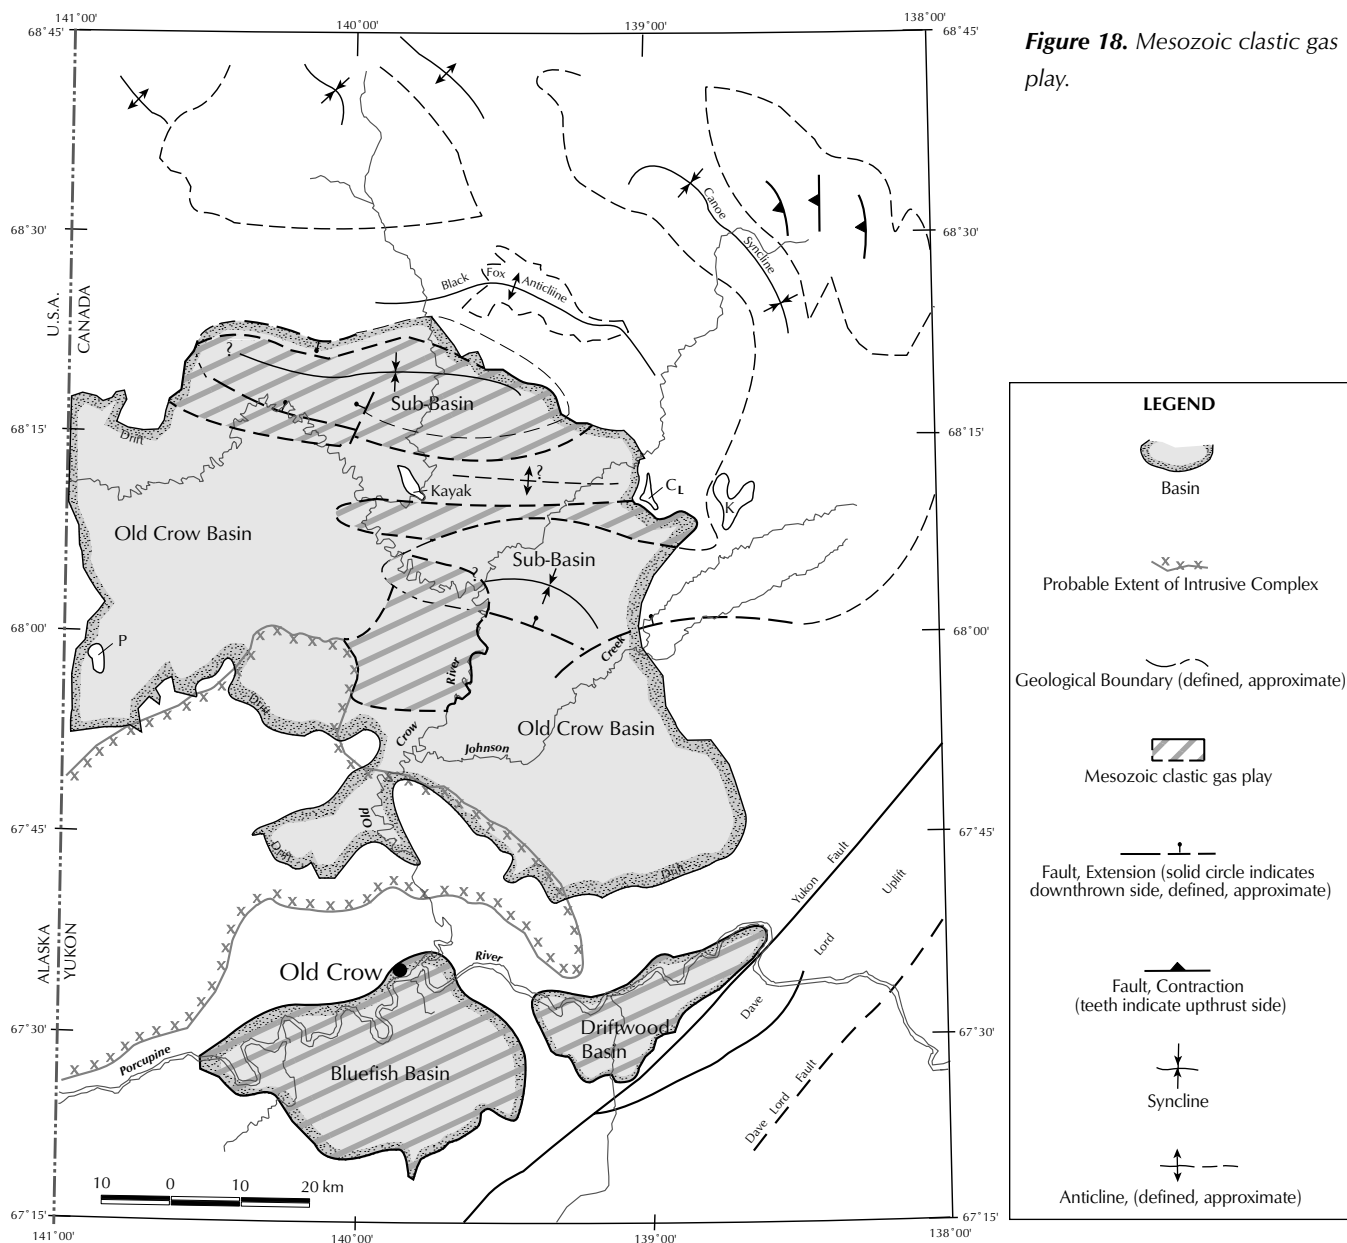 141°00'
140°00'
139°00'
138°00'
68°45'
68°45'
Figure 18. Mesozoic clastic gas
play.
Canoe
Syncline
68°30'
68°30'
Black
Fox
Anticliine
U.S.A.
CANADA
?
Sub-Basin
68°15'
Drift
68°15'
?
Kayak
CL
K
Old Crow Basin
Sub-Basin
?
68°00'
68°00'
P
Creek
River
Drift
Crow
Johnson
Old Crow Basin
Old
67°45'
67°45'
Drift
Drift
Yukon
Fault
Uplift
ALASKA
YUKON
Lord
Old Crow
River
Dave
67°30'
67°30'
Driftwood
Basin
Porcupine
Bluefish Basin
Dave Lord Fault
10
0
10
20 km
67°15'
67°15'
141°00'
140°00'
139°00'
138°00'
LEGEND
Basin
x x x
Probable Extent of Intrusive Complex
Geological Boundary (defined, approximate)
Mesozoic clastic gas play
Fault, Extension (solid circle indicates
downthrown side, defined, approximate)
Fault, Contraction
(teeth indicate upthrust side)
Syncline
Anticline, (defined, approximate)